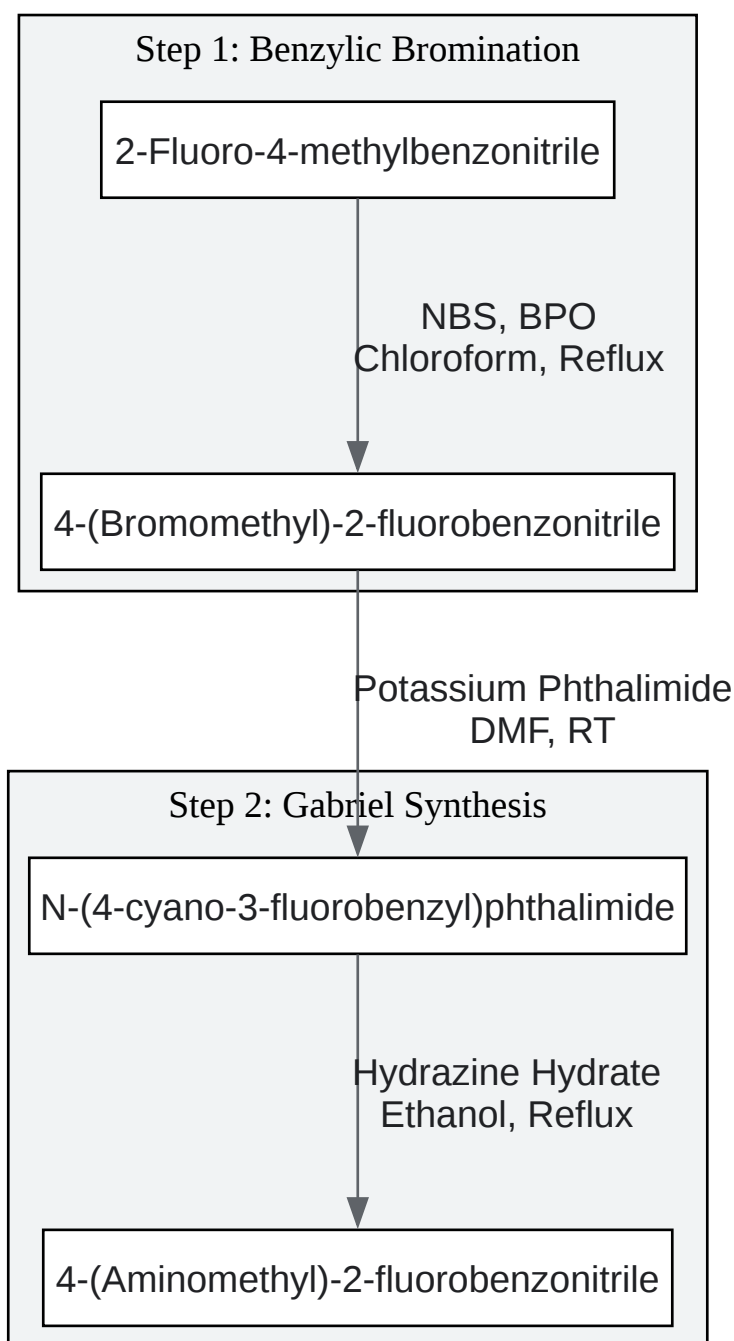 Step 1: Benzylic Bromination
2-Fluoro-4-methylbenzonitrile
NBS, BPO
Chloroform, Reflux
4-(Bromomethyl)-2-fluorobenzonitrile
Potassium Phthalimide
DMF, RT
Step 2: Gabriel Synthesis
N-(4-cyano-3-fluorobenzyl)phthalimide
Hydrazine Hydrate
Ethanol, Reflux
4-(Aminomethyl)-2-fluorobenzonitrile